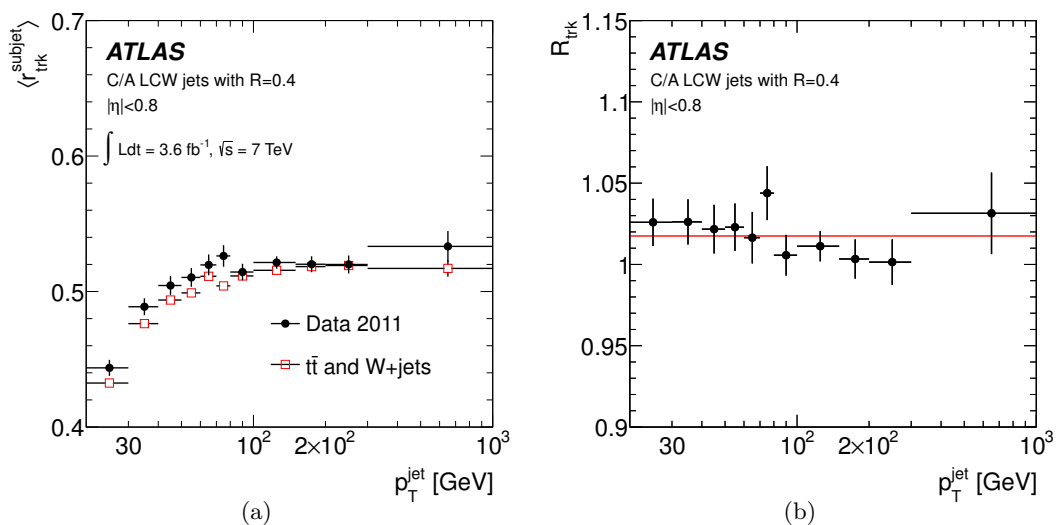 ⟨r_trk^subjet⟩
0.7
0.6
0.5
0.4
ATLAS
C/A LCW jets with R=0.4
|η|<0.8
∫ Ldt = 3.6 fb⁻¹, √s = 7 TeV
Data 2011
tt̄ and W+jets
30
10²
2×10²
10³
p_T^jet [GeV]
(a)
R_trk
1.15
1.1
1.05
1
0.95
0.9
ATLAS
C/A LCW jets with R=0.4
|η|<0.8
30
10²
2×10²
10³
p_T^jet [GeV]
(b)